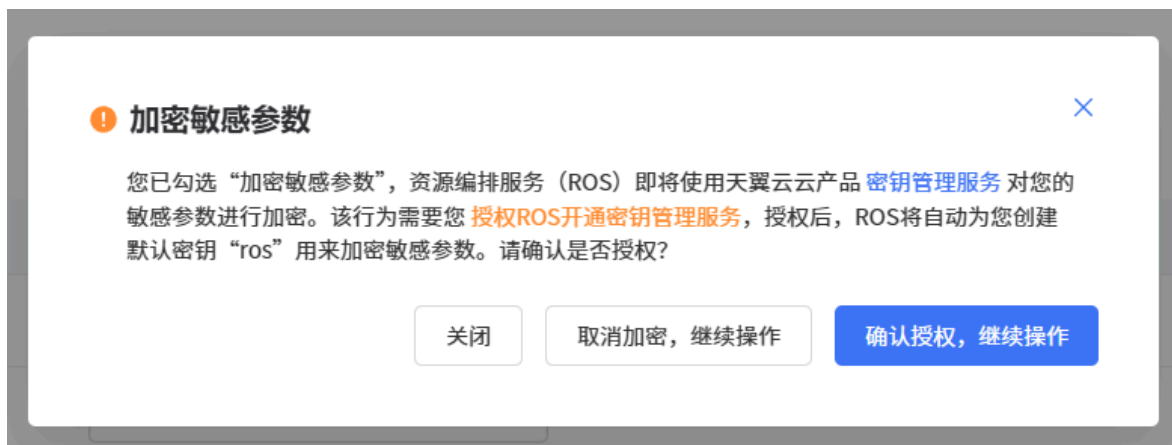 加密敏感参数
您已勾选“加密敏感参数”，资源编排服务（ROS）即将使用天翼云云产品 密钥管理服务 对您的
敏感参数进行加密。该行为需要您 授权ROS开通密钥管理服务，授权后，ROS将自动为您创建
默认密钥“ros”用来加密敏感参数。请确认是否授权？
关闭
取消加密，继续操作
确认授权，继续操作